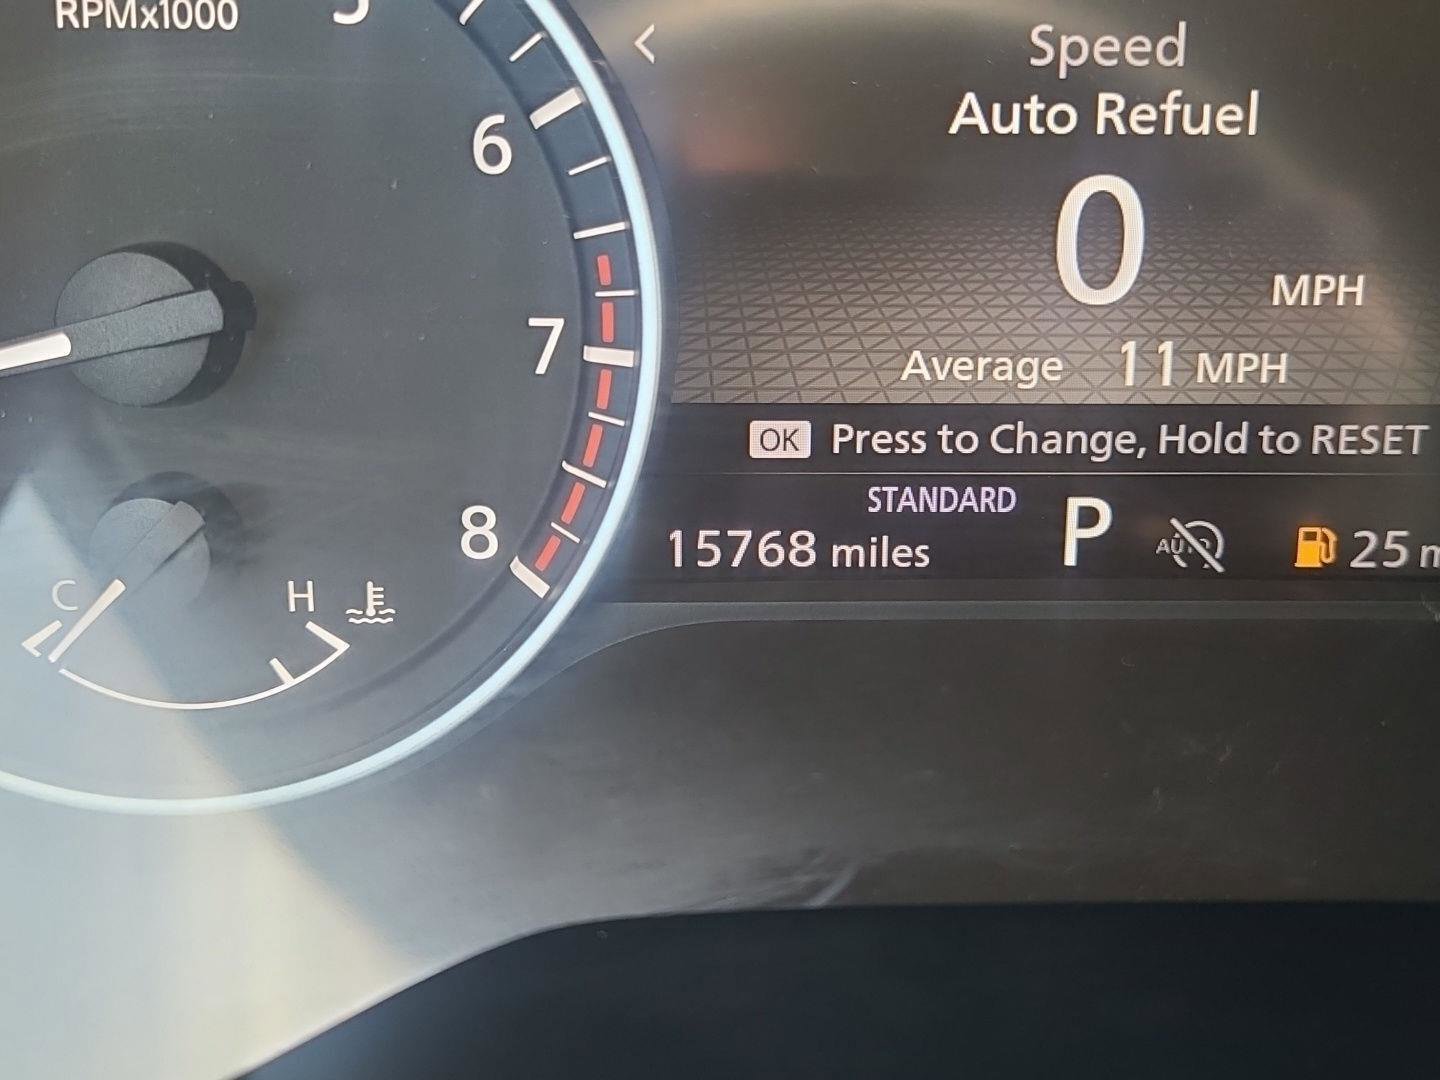 RPMx1000
5
6
7
8
C
H
<
Speed
Auto Refuel
0 MPH
Average 11 MPH
OK Press to Change, Hold to RESET
STANDARD
15768 miles P AUTO 25 m